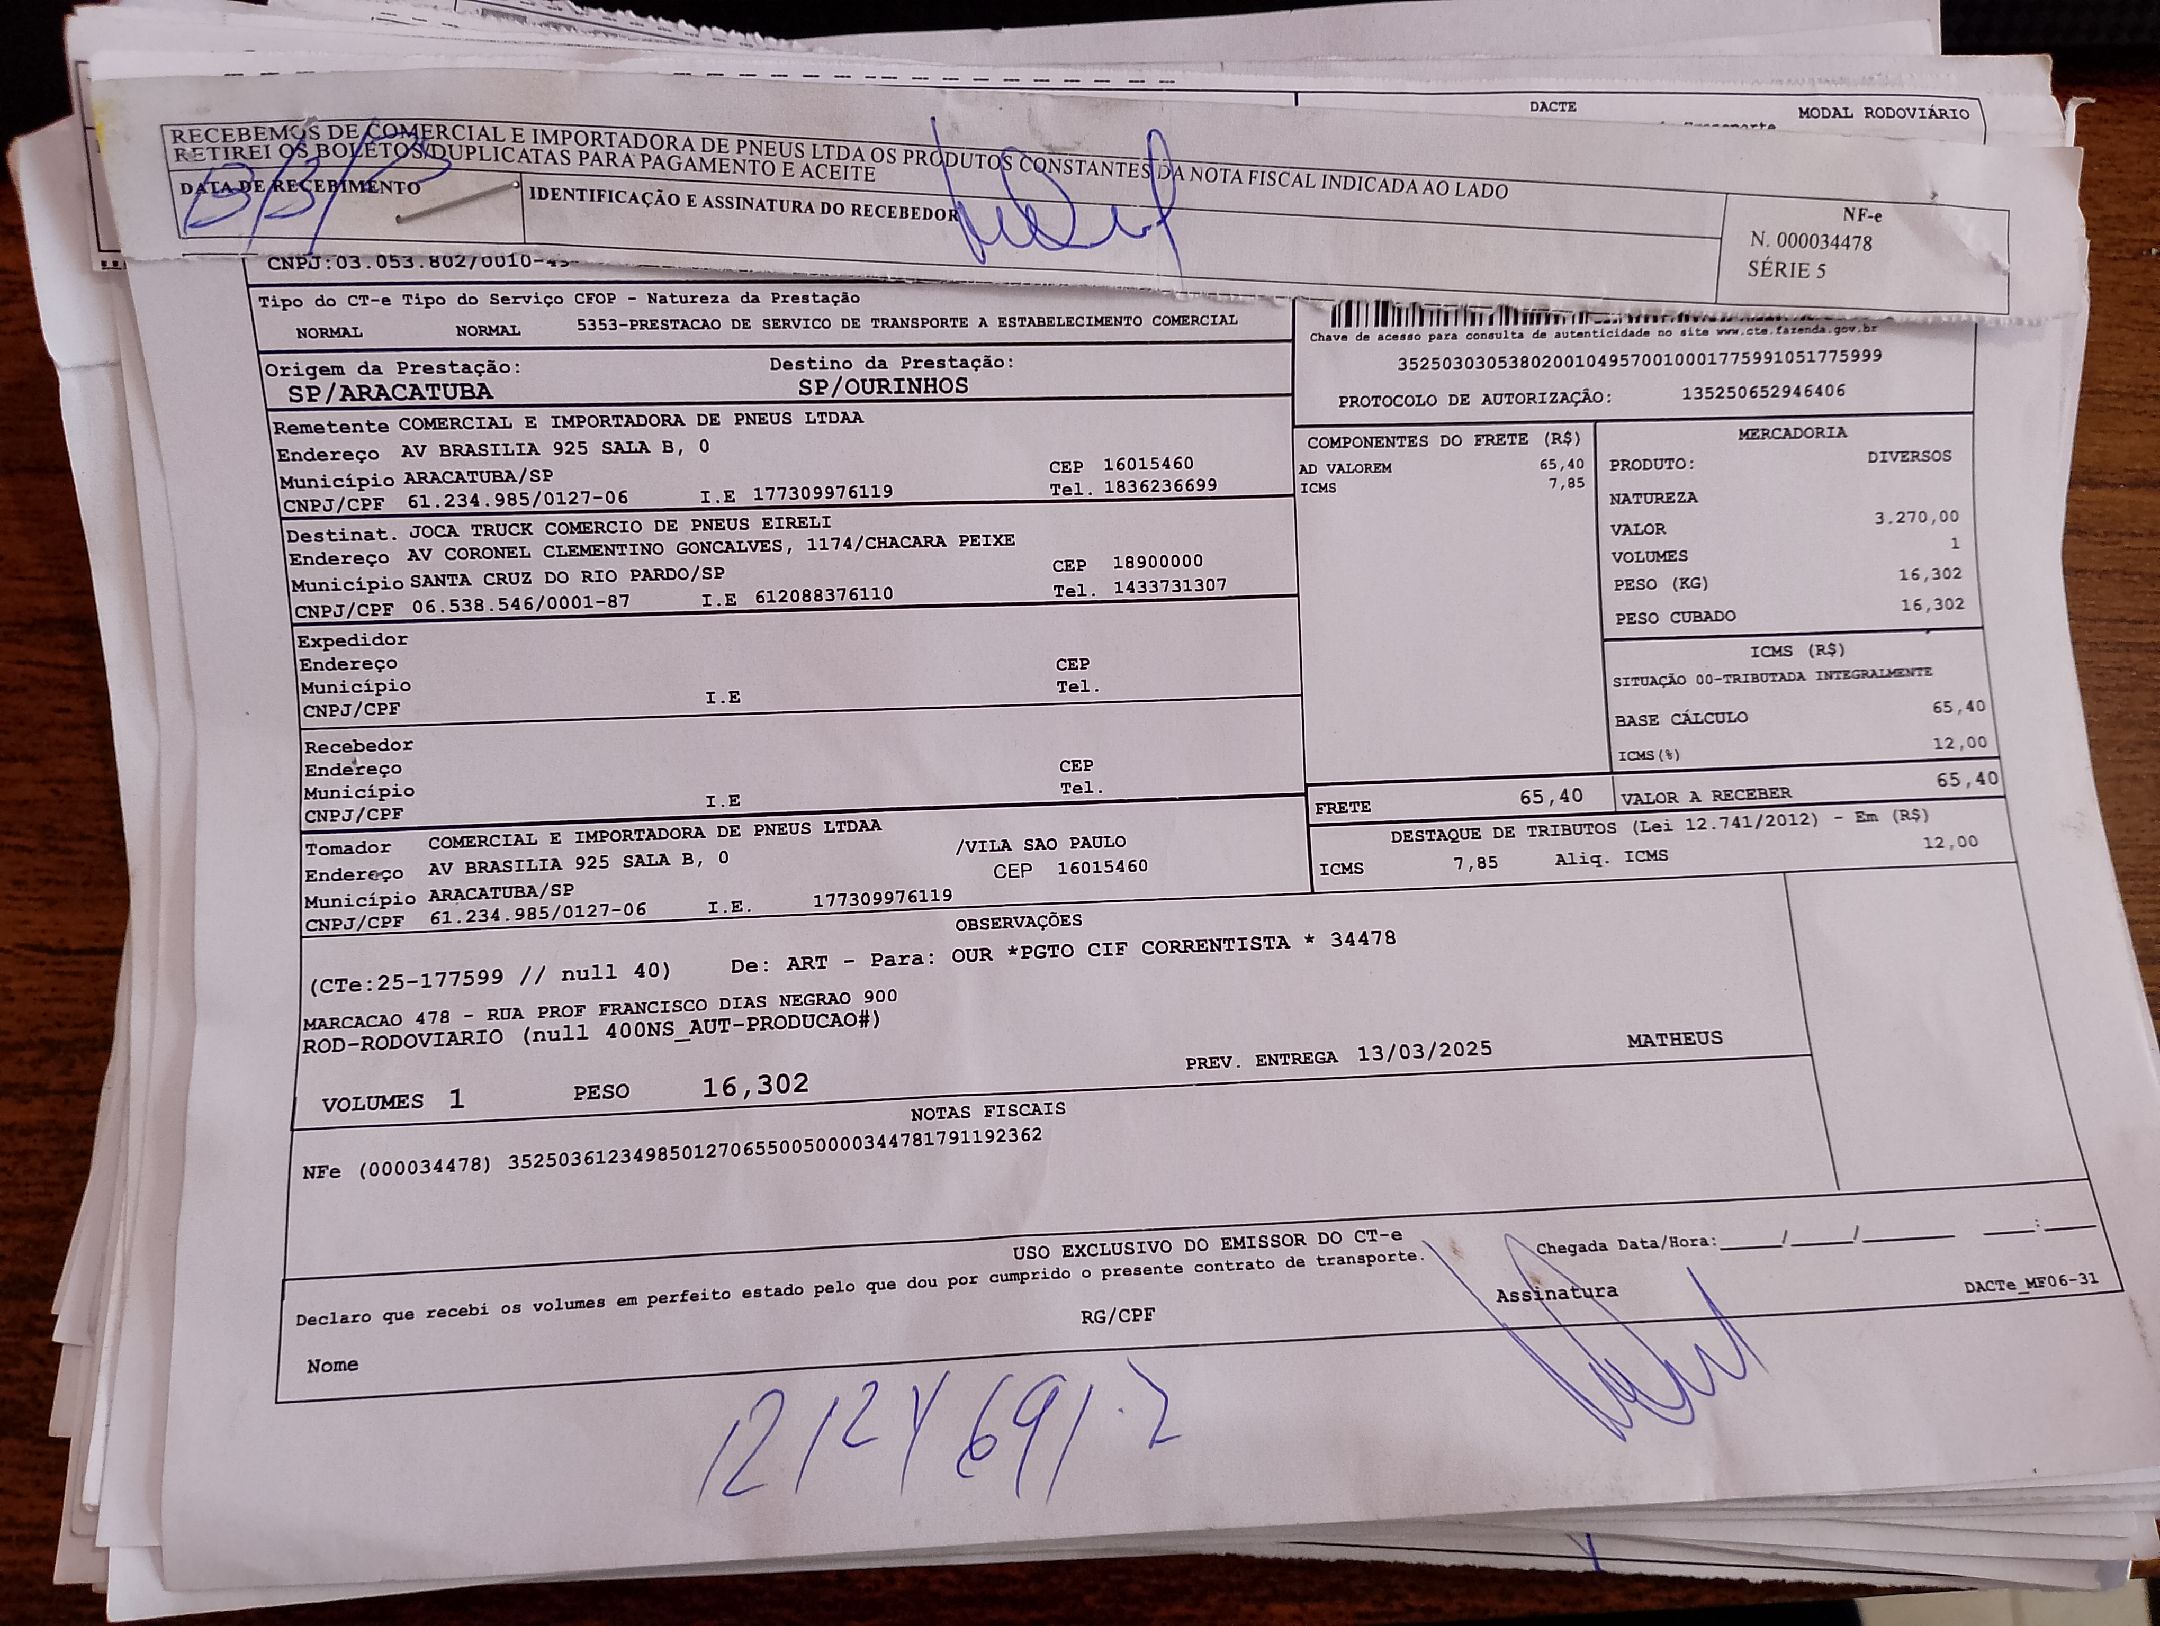 DACTE
MODAL RODOVIÁRIO
RECEBEMOS DE COMERCIAL E IMPORTADORA DE PNEUS LTDA OS PRODUTOS CONSTANTES DA NOTA FISCAL INDICADA AO LADO
RETIREI OS BOLETOS/DUPLICATAS PARA PAGAMENTO E ACEITE
DATA DE RECEBIMENTO
IDENTIFICAÇÃO E ASSINATURA DO RECEBEDOR
NF-e
N. 000034478
SÉRIE 5
CNPJ:03.053.802/0010-49
Tipo do CT-e Tipo do Serviço CFOP - Natureza da Prestação
NORMAL NORMAL 5353-PRESTACAO DE SERVICO DE TRANSPORTE A ESTABELECIMENTO COMERCIAL
Chave de acesso para consulta de autenticidade no site www.cte.fazenda.gov.br
35250303053802001049570010001775991051775999
PROTOCOLO DE AUTORIZAÇÃO: 135250652946406
Origem da Prestação: Destino da Prestação:
SP/ARACATUBA SP/OURINHOS
Remetente COMERCIAL E IMPORTADORA DE PNEUS LTDAA
Endereço AV BRASILIA 925 SALA B, 0
Município ARACATUBA/SP CEP 16015460
CNPJ/CPF 61.234.985/0127-06 I.E 177309976119 Tel. 1836236699
Destinat. JOCA TRUCK COMERCIO DE PNEUS EIRELI
Endereço AV CORONEL CLEMENTINO GONCALVES, 1174/CHACARA PEIXE
Município SANTA CRUZ DO RIO PARDO/SP CEP 18900000
CNPJ/CPF 06.538.546/0001-87 I.E 612088376110 Tel. 1433731307
Expedidor
Endereço CEP
Município Tel.
CNPJ/CPF I.E
Recebedor
Endereço CEP
Município Tel.
CNPJ/CPF I.E
Tomador COMERCIAL E IMPORTADORA DE PNEUS LTDAA
Endereço AV BRASILIA 925 SALA B, 0 /VILA SAO PAULO
Município ARACATUBA/SP CEP 16015460
CNPJ/CPF 61.234.985/0127-06 I.E. 177309976119
COMPONENTES DO FRETE (R$)
AD VALOREM 65,40
ICMS 7,85
MERCADORIA
PRODUTO: DIVERSOS
NATUREZA
VALOR 3.270,00
VOLUMES 1
PESO (KG) 16,302
PESO CUBADO 16,302
ICMS (R$)
SITUAÇÃO 00-TRIBUTADA INTEGRALMENTE
BASE CÁLCULO 65,40
ICMS(%) 12,00
FRETE 65,40 VALOR A RECEBER 65,40
DESTAQUE DE TRIBUTOS (Lei 12.741/2012) - Em (R$)
ICMS 7,85 Aliq. ICMS 12,00
OBSERVAÇÕES
(CTe:25-177599 // null 40) De: ART - Para: OUR *PGTO CIF CORRENTISTA * 34478
MARCACAO 478 - RUA PROF FRANCISCO DIAS NEGRAO 900
ROD-RODOVIARIO (null 400NS_AUT-PRODUCAO#)
PREV. ENTREGA 13/03/2025 MATHEUS
VOLUMES 1 PESO 16,302
NOTAS FISCAIS
NFe (000034478) 35250361234985012706550050000344781791192362
USO EXCLUSIVO DO EMISSOR DO CT-e
Declaro que recebi os volumes em perfeito estado pelo que dou por cumprido o presente contrato de transporte.
Chegada Data/Hora:_____/_____/_______ ____:____
Nome
RG/CPF
Assinatura
DACTe_MF06-31